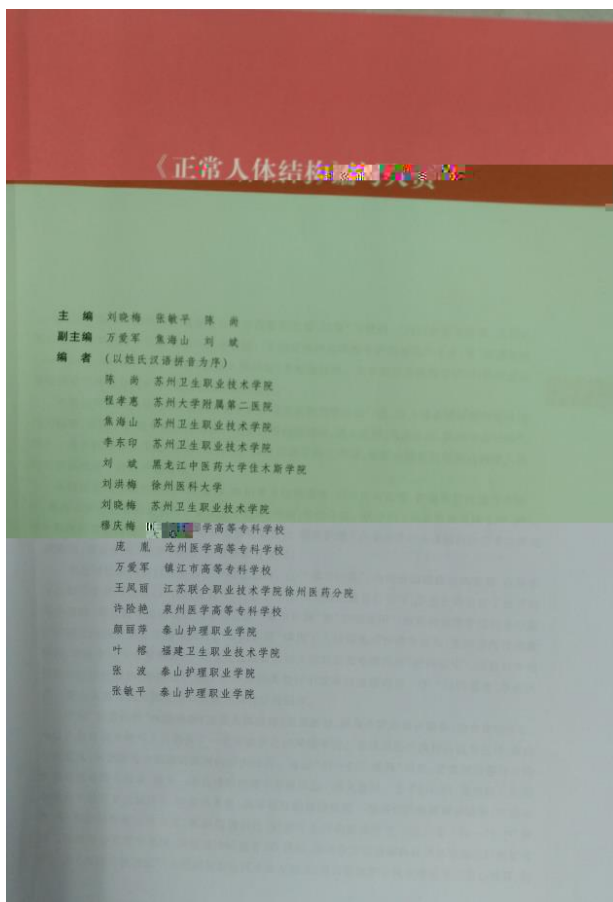 《正常人体结构
主 编 刘晓梅 张敏平 陈 尚
副主编 万爱军 焦海山 刘 斌
编 者 (以姓氏汉语拼音为序)
陈 尚 苏州卫生职业技术学院
程孝惠 苏州大学附属第二医院
焦海山 苏州卫生职业技术学院
李东印 苏州卫生职业技术学院
刘 斌 黑龙江中医药大学佳木斯学院
刘洪梅 徐州医科大学
刘晓梅 苏州卫生职业技术学院
穆庆梅 学高等专科学校
庞 胤 沧州医学高等专科学校
万爱军 镇江市高等专科学校
王凤丽 江苏联合职业技术学院徐州医药分院
许险艳 泉州医学高等专科学校
颜丽萍 泰山护理职业学院
叶 榕 福建卫生职业技术学院
张 波 泰山护理职业学院
张敏平 泰山护理职业学院